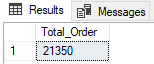 Results Messages
Total_Order
1 21350